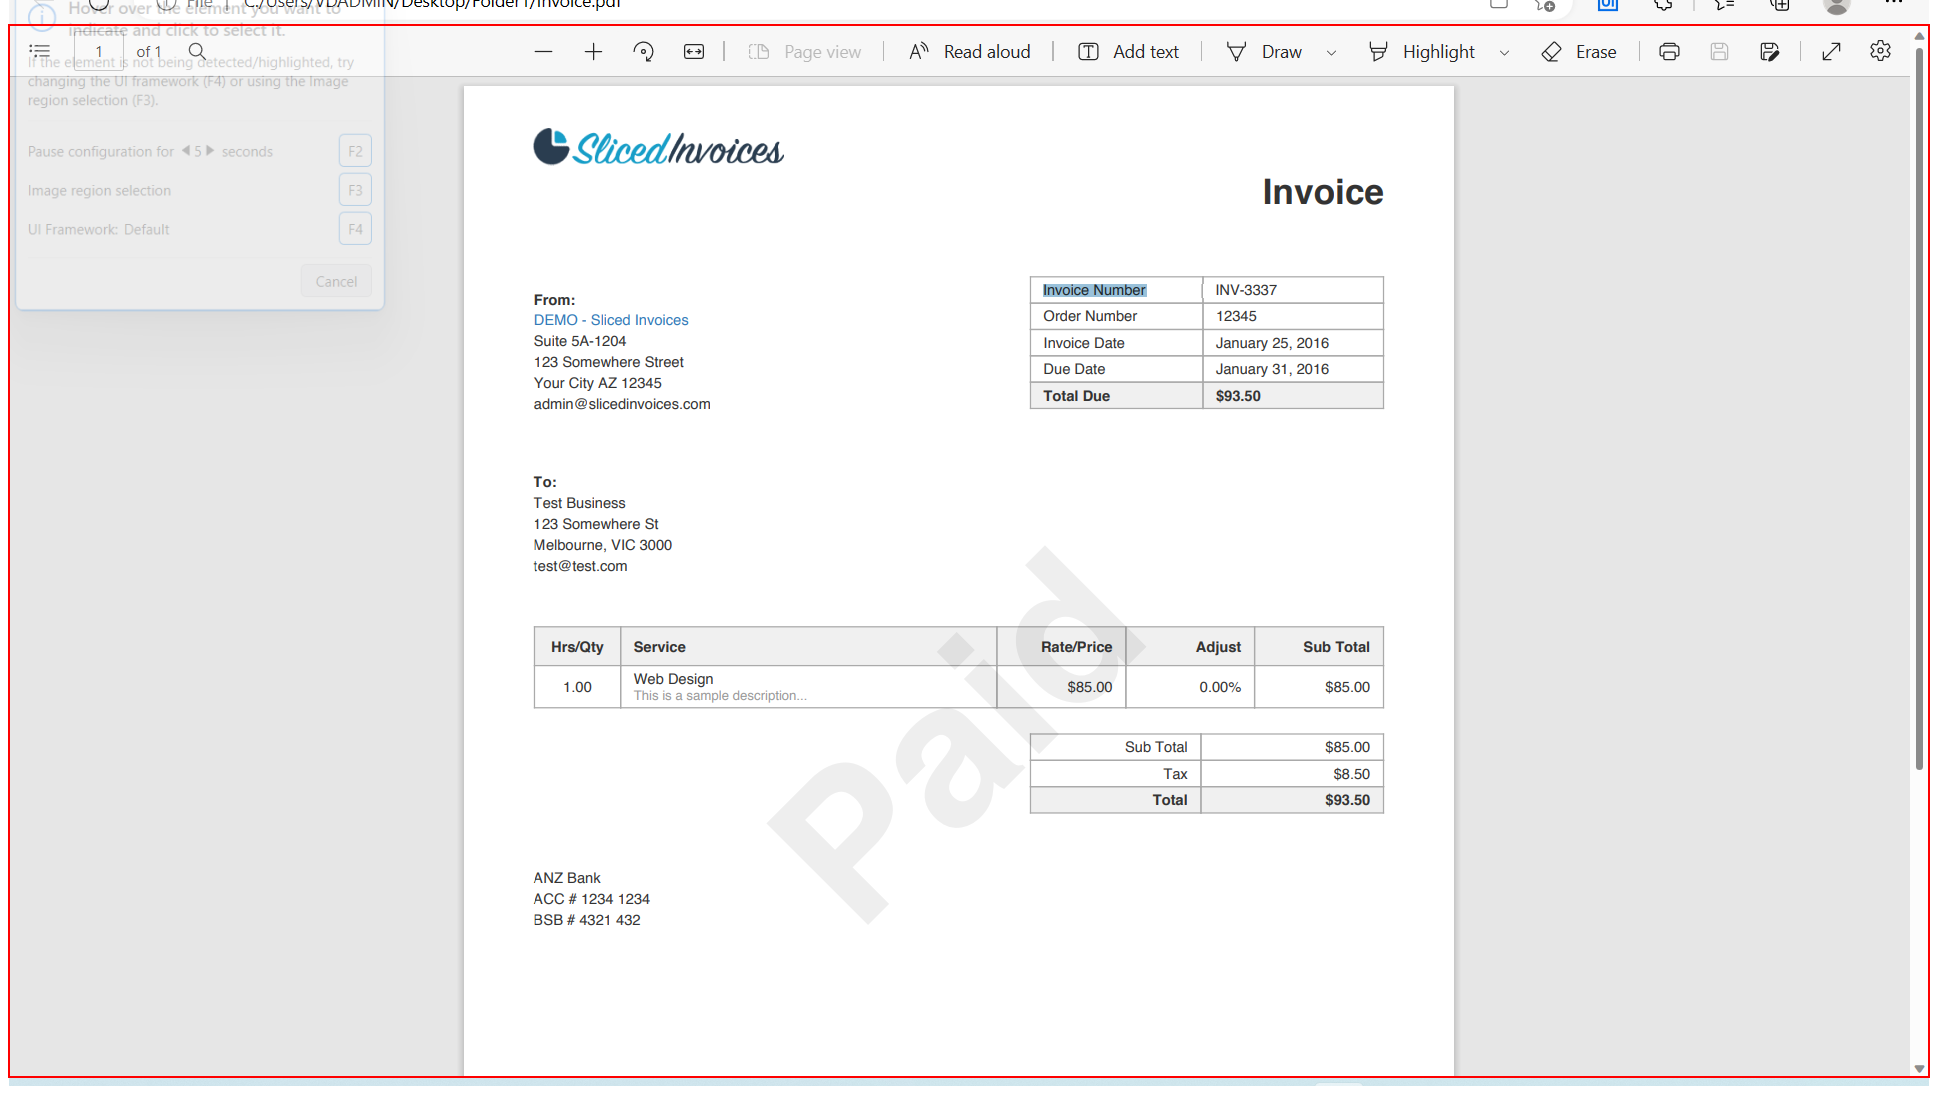 File | C:/Users/VDADMIN/Desktop/Folder1/Invoice.pdf
Hover over the element you want to
indicate and click to select it.
1 of 1
Page view
Read aloud
Add text
Draw
Highlight
Erase
If the element is not being detected/highlighted, try
changing the UI framework (F4) or using the Image
region selection (F3).
Pause configuration for 5 seconds F2
Image region selection F3
UI Framework: Default F4
Cancel
SlicedInvoices
Invoice
From:
DEMO - Sliced Invoices
Suite 5A-1204
123 Somewhere Street
Your City AZ 12345
admin@slicedinvoices.com
Invoice Number INV-3337
Order Number 12345
Invoice Date January 25, 2016
Due Date January 31, 2016
Total Due $93.50
To:
Test Business
123 Somewhere St
Melbourne, VIC 3000
test@test.com
Paid
Hrs/Qty Service Rate/Price Adjust Sub Total
1.00 Web Design $85.00 0.00% $85.00
This is a sample description...
Sub Total $85.00
Tax $8.50
Total $93.50
ANZ Bank
ACC # 1234 1234
BSB # 4321 432